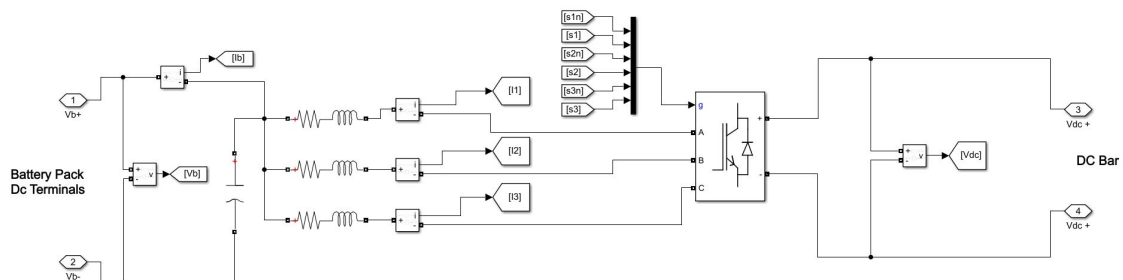 [s1n]
[s1]
[s2n]
[s2]
[s3n]
[s3]
[Ib]
+ i -
1
Vb+
[I1]
+ i -
g
A
B
C
+
-
3
Vdc +
Battery Pack
Dc Terminals
+ v -
[Vb]
[I2]
+ i -
+ v -
[Vdc]
DC Bar
[I3]
+ i -
4
Vdc +
2
Vb-